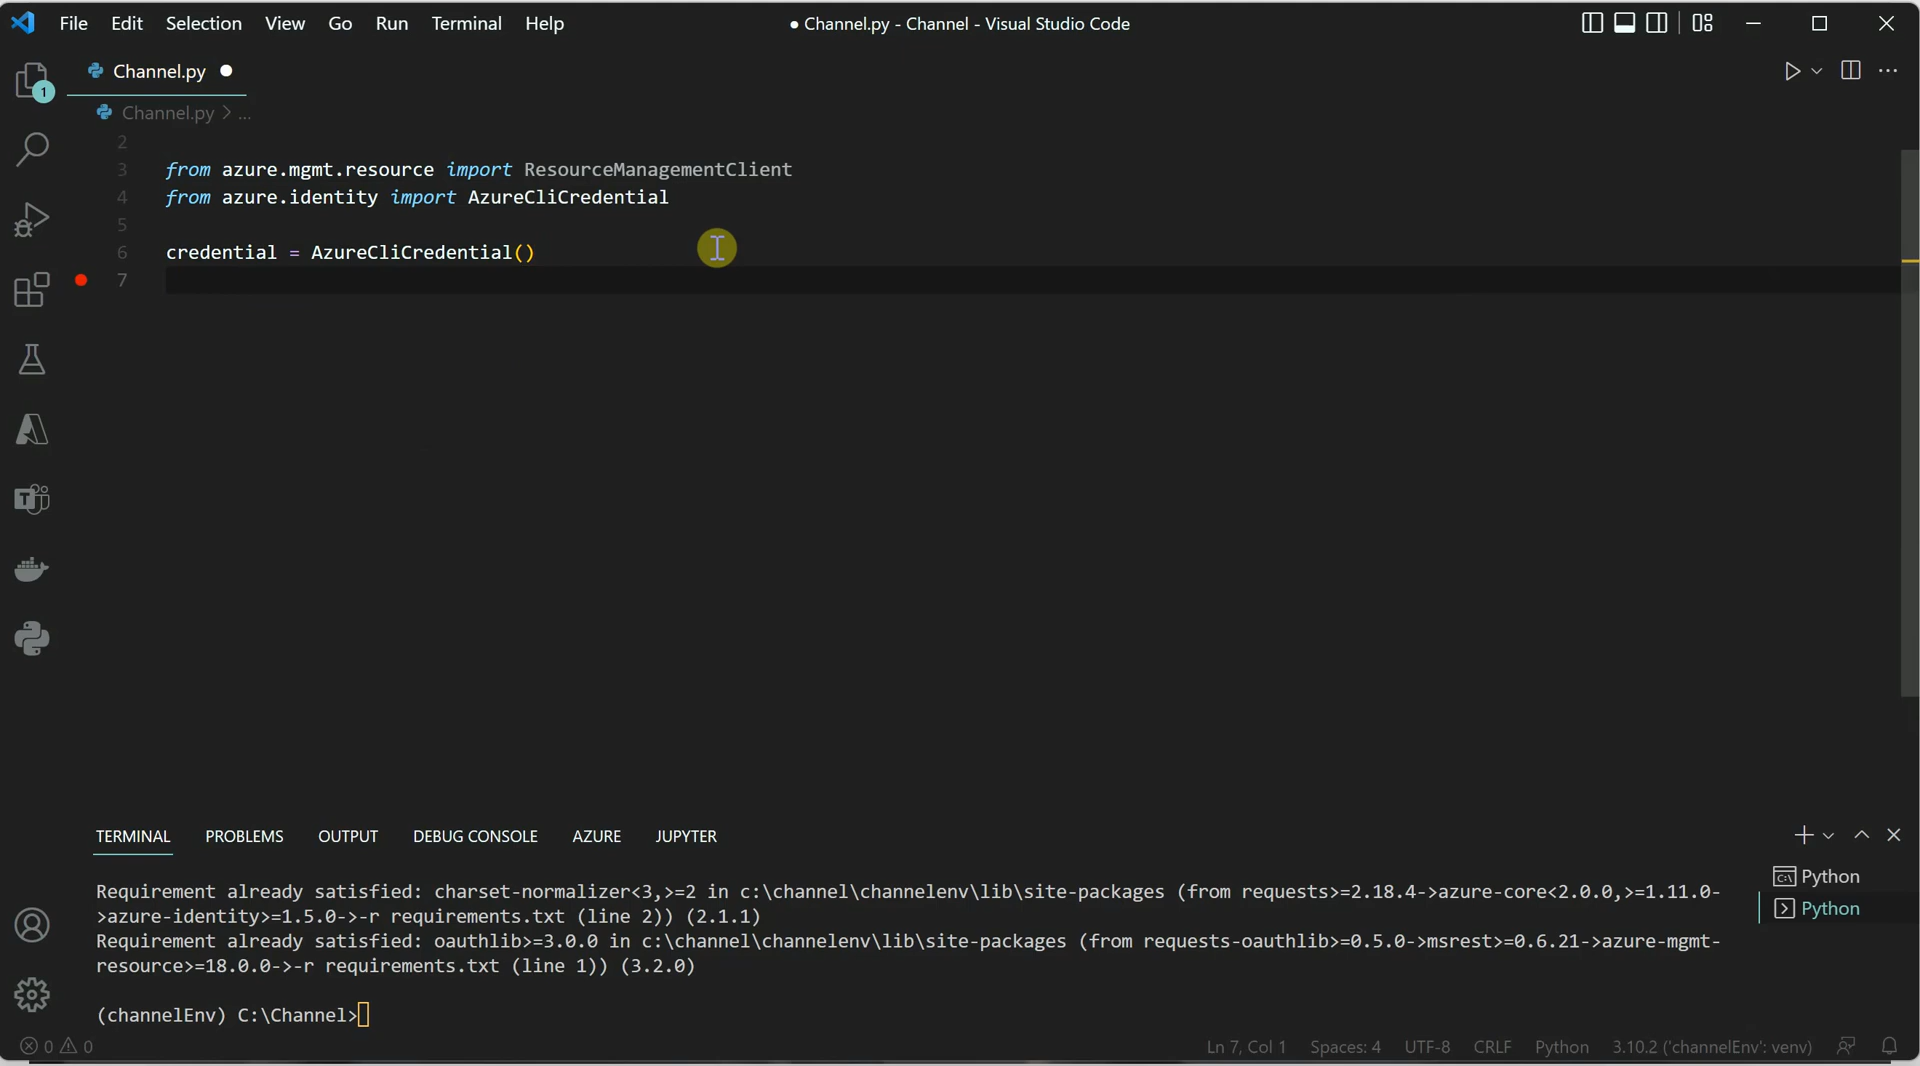 File Edit Selection View Go Run Terminal Help
● Channel.py - Channel - Visual Studio Code
1
Channel.py
Channel.py > ...
2
3 from azure.mgmt.resource import ResourceManagementClient
4 from azure.identity import AzureCliCredential
5
6 credential = AzureCliCredential()
7
TERMINAL PROBLEMS OUTPUT DEBUG CONSOLE AZURE JUPYTER
Requirement already satisfied: charset-normalizer<3,>=2 in c:\channel\channelenv\lib\site-packages (from requests>=2.18.4->azure-core<2.0.0,>=1.11.0-
>azure-identity>=1.5.0->-r requirements.txt (line 2)) (2.1.1)
Requirement already satisfied: oauthlib>=3.0.0 in c:\channel\channelenv\lib\site-packages (from requests-oauthlib>=0.5.0->msrest>=0.6.21->azure-mgmt-
resource>=18.0.0->-r requirements.txt (line 1)) (3.2.0)
(channelEnv) C:\Channel>
Python
Python
0 0
Ln 7, Col 1 Spaces: 4 UTF-8 CRLF Python 3.10.2 ('channelEnv': venv)